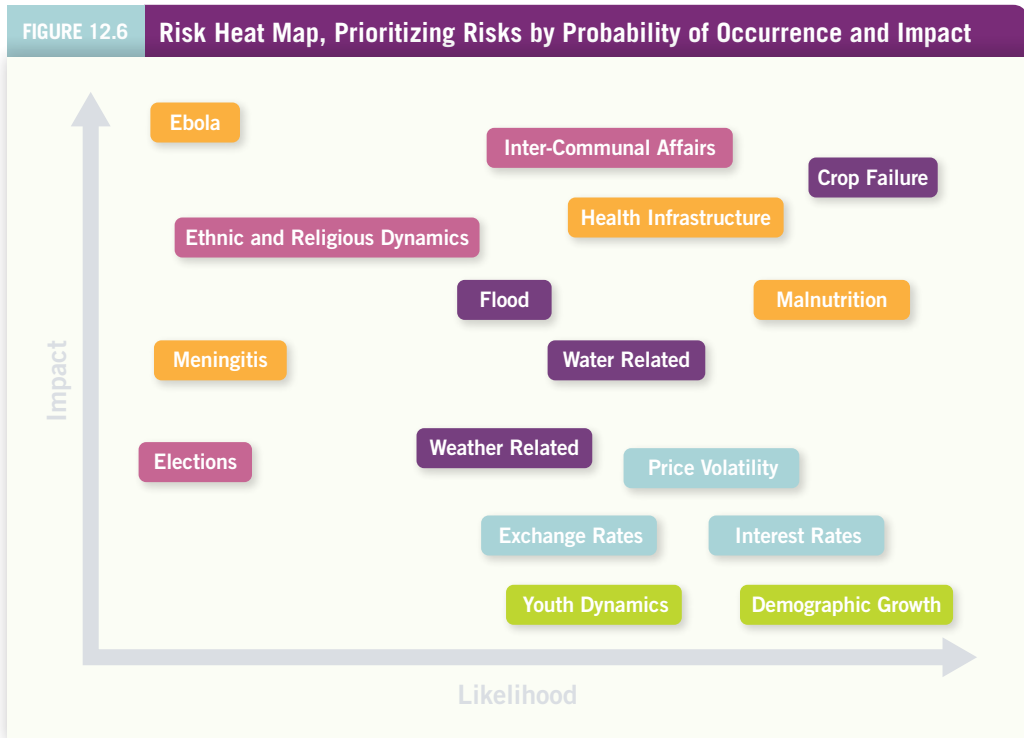 FIGURE 12.6
Risk Heat Map, Prioritizing Risks by Probability of Occurrence and Impact
Ebola
Inter-Communal Affairs
Crop Failure
Health Infrastructure
Ethnic and Religious Dynamics
Flood
Malnutrition
Meningitis
Water Related
Impact
Weather Related
Elections
Price Volatility
Exchange Rates
Interest Rates
Youth Dynamics
Demographic Growth
Likelihood